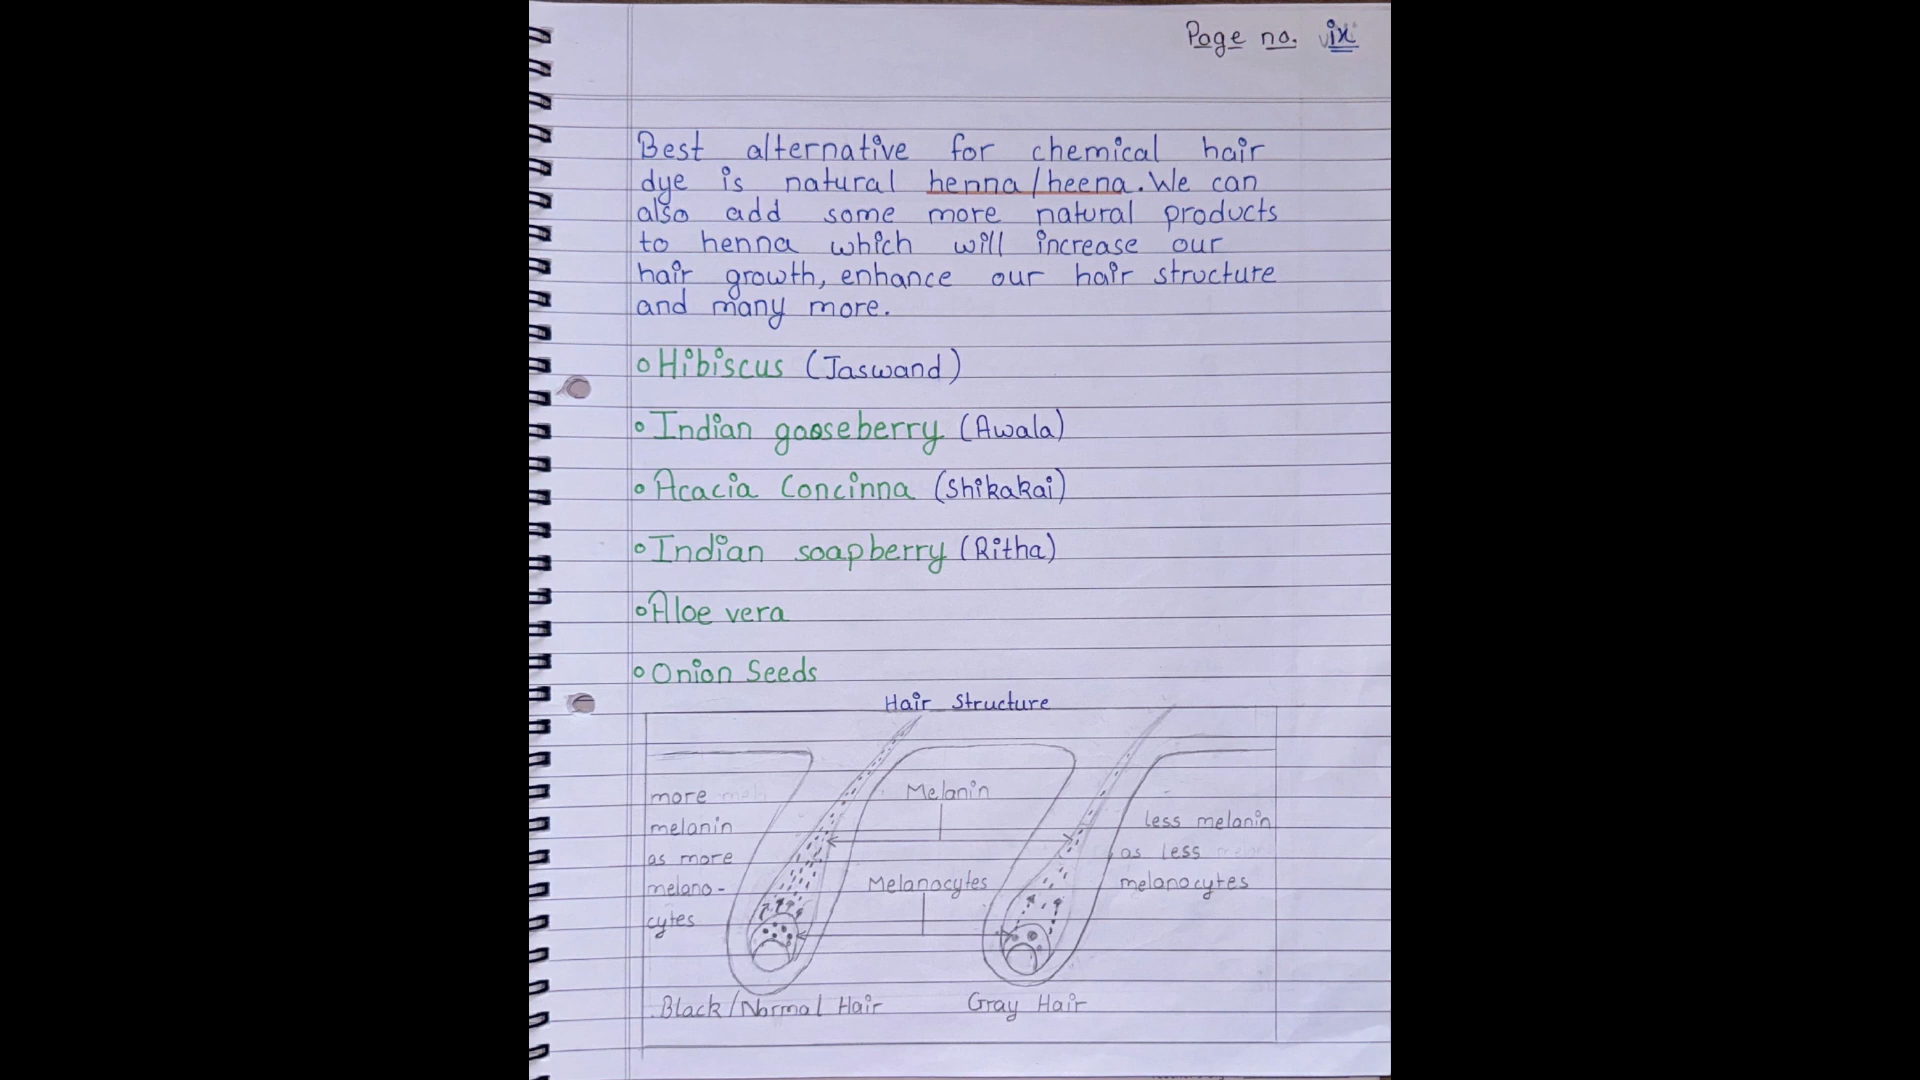 Page no. ix
Best alternative for chemical hair
dye is natural henna/heena. We can
also add some more natural products
to henna which will increase our
hair growth, enhance our hair structure
and many more.
Hibiscus (Jaswand)
Indian gooseberry (Awala)
Acacia Concinna (Shikakai)
Indian soapberry (Ritha)
Aloe vera
Onion Seeds
Hair Structure
more
melanin
as more
melano-
cytes
Melanin
Melanocytes
less melanin
as less
melanocytes
Black/Normal Hair
Gray Hair